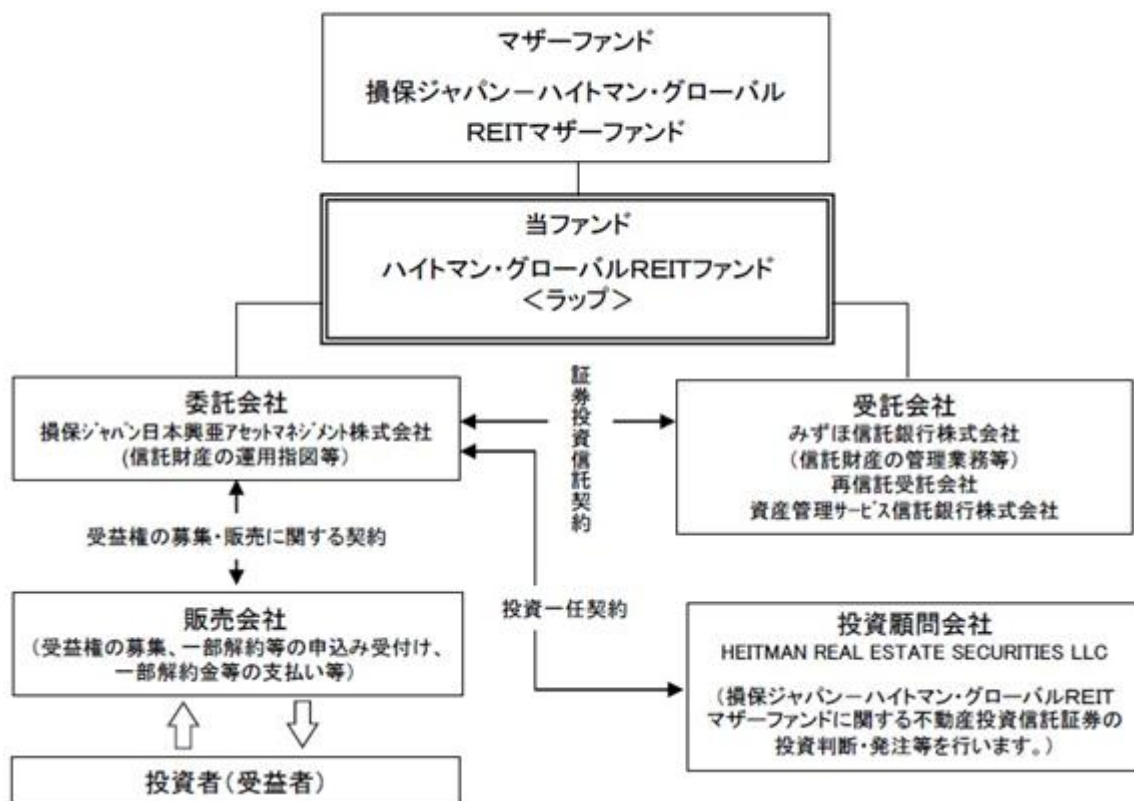 マザーファンド
損保ジャパン－ハイトマン・グローバル
REITマザーファンド
当ファンド
ハイトマン・グローバルREITファンド
＜ラップ＞
委託会社
損保ｼﾞｬﾊﾟﾝ日本興亜ｱｾｯﾄﾏﾈｼﾞﾒﾝﾄ株式会社
(信託財産の運用指図等)
証券投資信託契約
受託会社
みずほ信託銀行株式会社
(信託財産の管理業務等)
再信託受託会社
資産管理ｻｰﾋﾞｽ信託銀行株式会社
受益権の募集・販売に関する契約
販売会社
(受益権の募集、一部解約等の申込み受付け、
一部解約金等の支払い等)
投資一任契約
投資顧問会社
HEITMAN REAL ESTATE SECURITIES LLC
(損保ジャパン－ハイトマン・グローバルREIT
マザーファンドに関する不動産投資信託証券の
投資判断・発注等を行います。)
投資者(受益者)